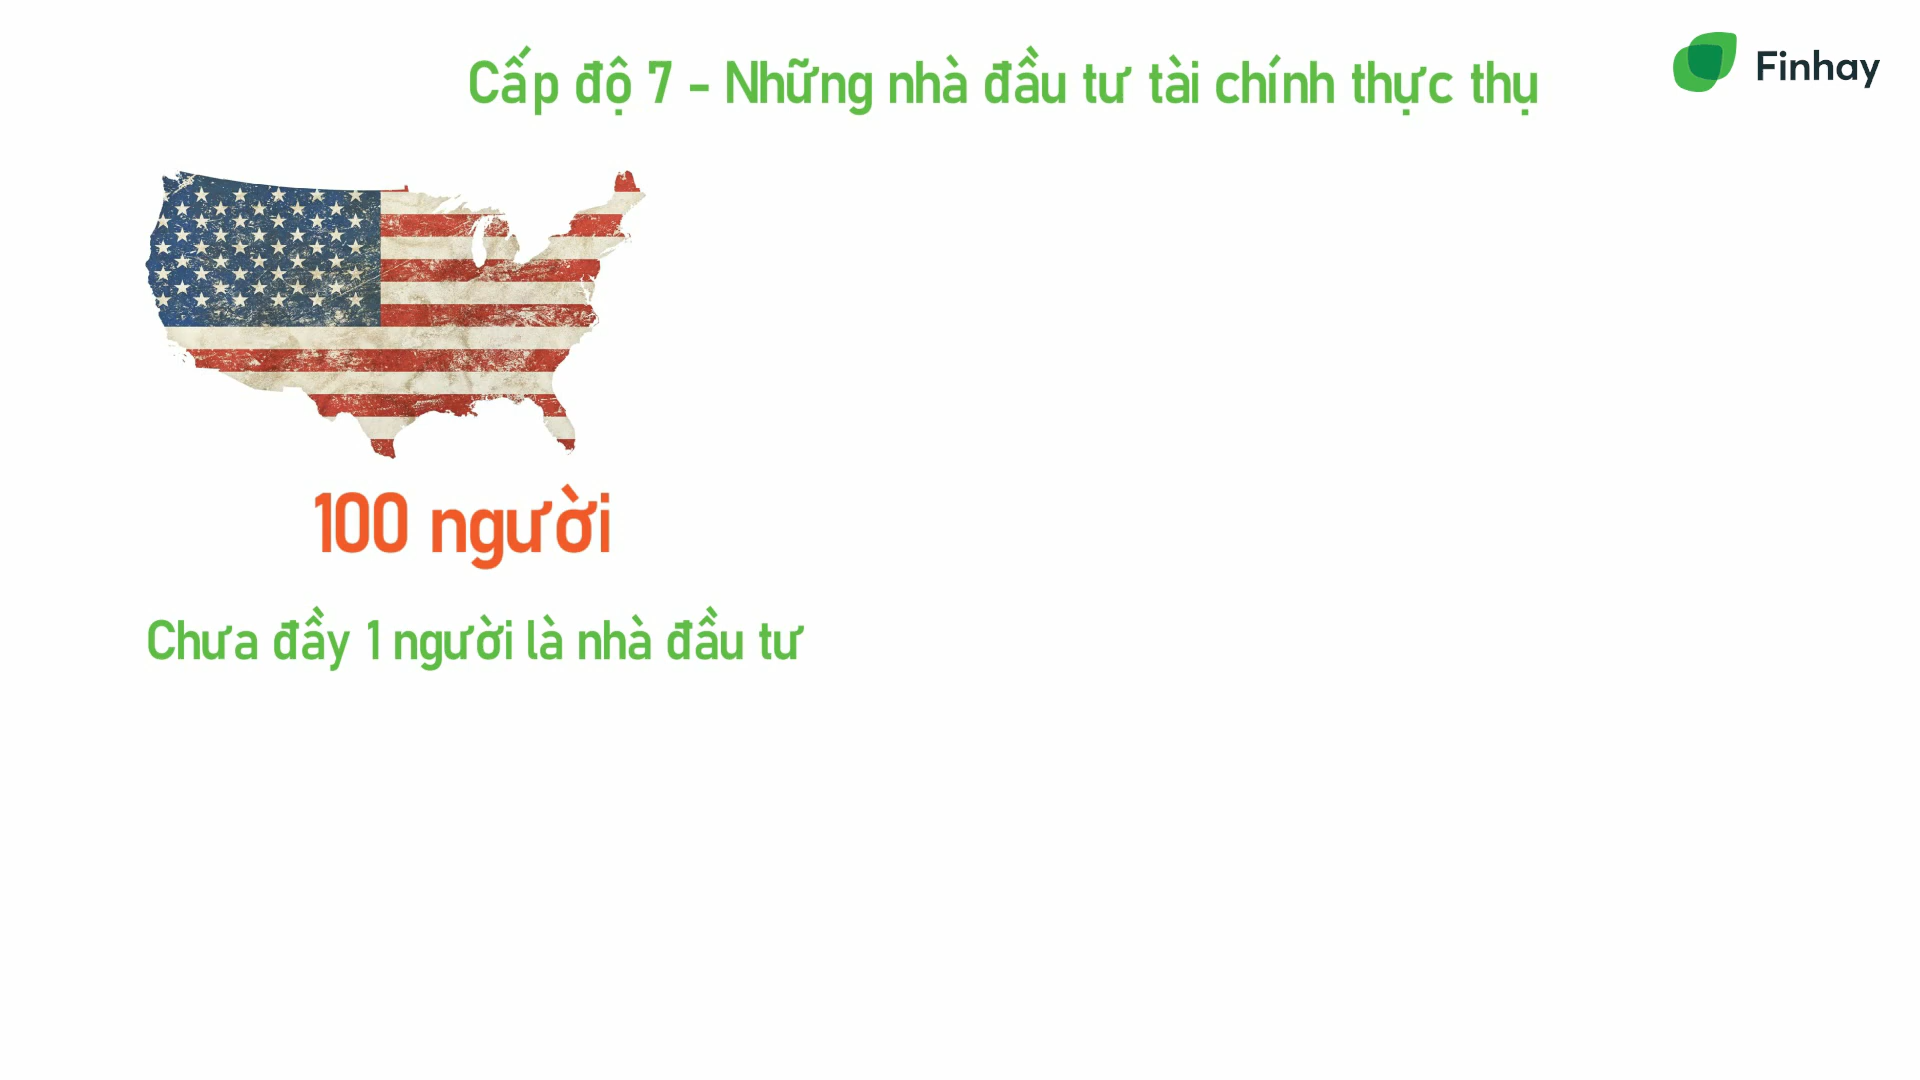 Cấp độ 7 - Những nhà đầu tư tài chính thực thụ
Finhay
100 người
Chưa đầy 1 người là nhà đầu tư